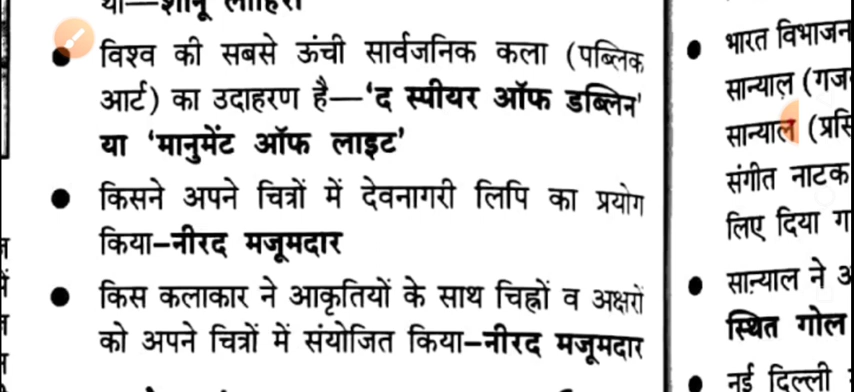 या—शानू लाहिरी
विश्व की सबसे ऊंची सार्वजनिक कला (पब्लिक
आर्ट) का उदाहरण है—'द स्पीयर ऑफ डब्लिन'
या 'मानुमेंट ऑफ लाइट'
किसने अपने चित्रों में देवनागरी लिपि का प्रयोग
किया–नीरद मजूमदार
किस कलाकार ने आकृतियों के साथ चिह्नों व अक्षरों
को अपने चित्रों में संयोजित किया–नीरद मजूमदार
भारत विभाजन
सान्याल (गज
सान्याल (प्रसि
संगीत नाटक
लिए दिया ग
सान्याल ने अ
स्थित गोल
नई दिल्ली